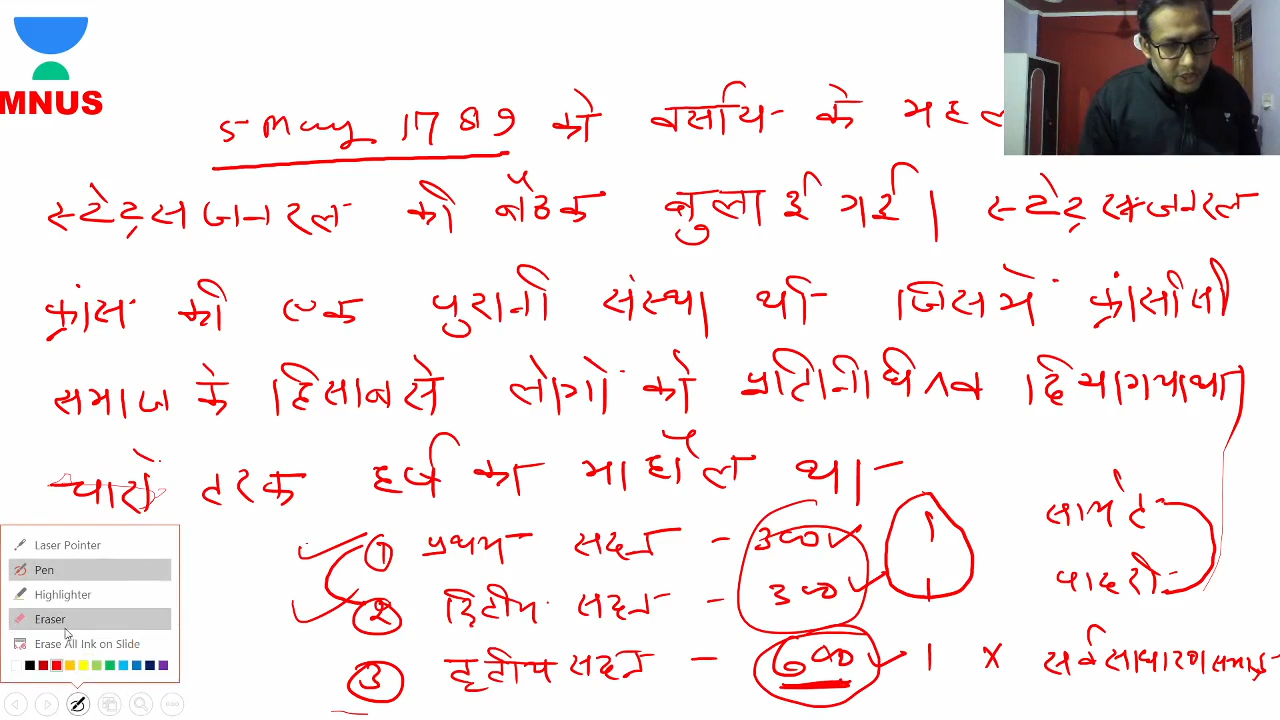 MNUS
5 May 1789 को वर्साय के महल
स्टेट्स जनरल की बैठक बुलाई गई। स्टेट्स जनरल
फ्रांस की एक पुरानी संस्था थी जिसमें फ्रांसीसी
समाज के हिसाब से लोगों को प्रतिनिधित्व दिया गया था
चारों तरफ हर्ष का माहौल था
① प्रथम सदन - 300 1 सामंत
② द्वितीय सदन - 300 1 पादरी
③ तृतीय सदन - 600 1 × सर्वसाधारण
Laser Pointer
Pen
Highlighter
Eraser
Erase All Ink on Slide